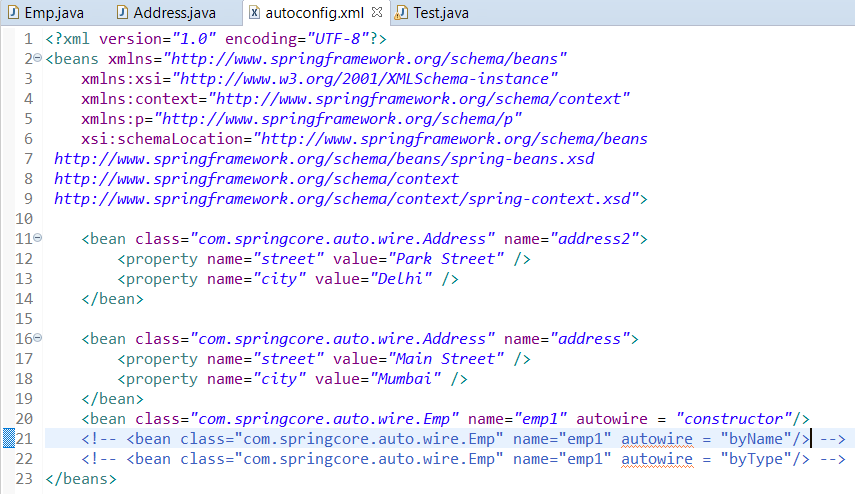 Emp.java Address.java autoconfig.xml Test.java
1 <?xml version="1.0" encoding="UTF-8"?>
2 <beans xmlns="http://www.springframework.org/schema/beans"
3 xmlns:xsi="http://www.w3.org/2001/XMLSchema-instance"
4 xmlns:context="http://www.springframework.org/schema/context"
5 xmlns:p="http://www.springframework.org/schema/p"
6 xsi:schemaLocation="http://www.springframework.org/schema/beans
7 http://www.springframework.org/schema/beans/spring-beans.xsd
8 http://www.springframework.org/schema/context
9 http://www.springframework.org/schema/context/spring-context.xsd">
10
11 <bean class="com.springcore.auto.wire.Address" name="address2">
12 <property name="street" value="Park Street" />
13 <property name="city" value="Delhi" />
14 </bean>
15
16 <bean class="com.springcore.auto.wire.Address" name="address">
17 <property name="street" value="Main Street" />
18 <property name="city" value="Mumbai" />
19 </bean>
20 <bean class="com.springcore.auto.wire.Emp" name="emp1" autowire = "constructor"/>
21 <!-- <bean class="com.springcore.auto.wire.Emp" name="emp1" autowire = "byName"/> -->
22 <!-- <bean class="com.springcore.auto.wire.Emp" name="emp1" autowire = "byType"/> -->
23 </beans>